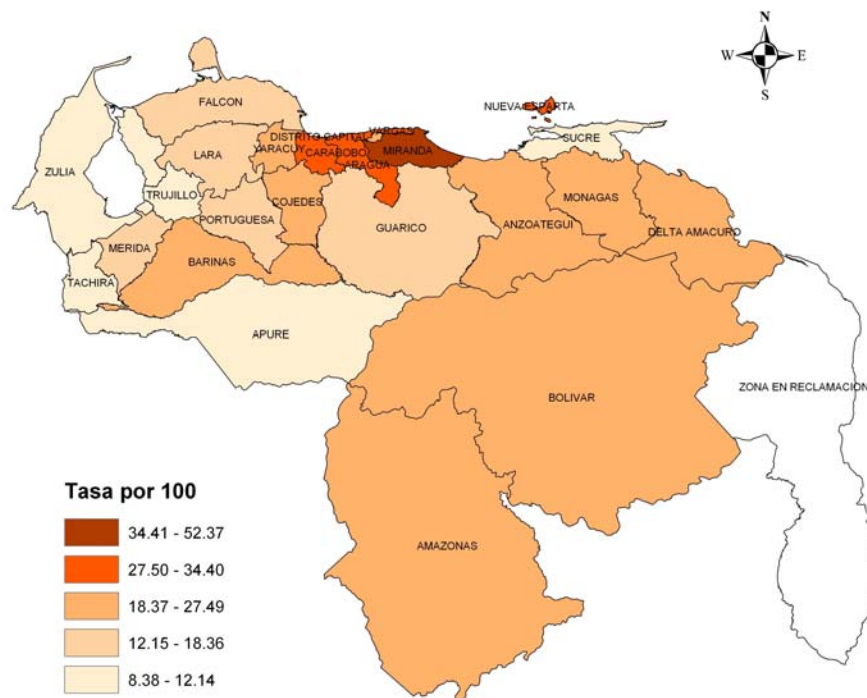 N
W E
S
FALCON
NUEVA ESPARTA
DISTRITO CAPITAL
VARGAS
SUCRE
LARA
YARACUY
CARABOBO
MIRANDA
ZULIA
ARAGUA
TRUJILLO
COJEDES
MONAGAS
PORTUGUESA
GUARICO
ANZOATEGUI
DELTA AMACURO
MERIDA
BARINAS
TACHIRA
APURE
ZONA EN RECLAMACION
BOLIVAR
Tasa por 100
34.41 - 52.37
27.50 - 34.40
AMAZONAS
18.37 - 27.49
12.15 - 18.36
8.38 - 12.14